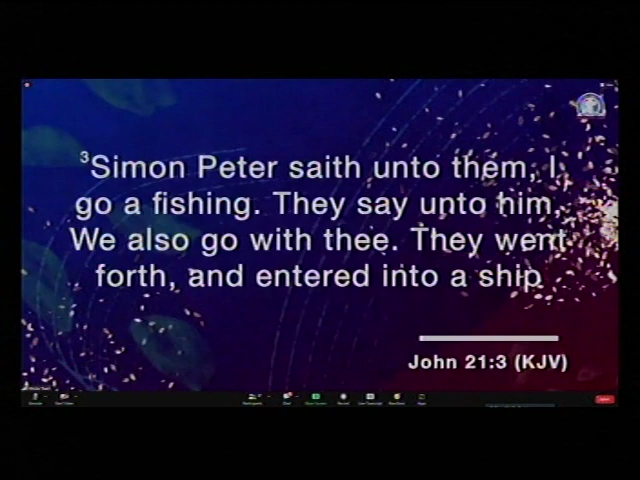 ³Simon Peter saith unto them, I
go a fishing. They say unto him,
We also go with thee. They went
forth, and entered into a ship
John 21:3 (KJV)